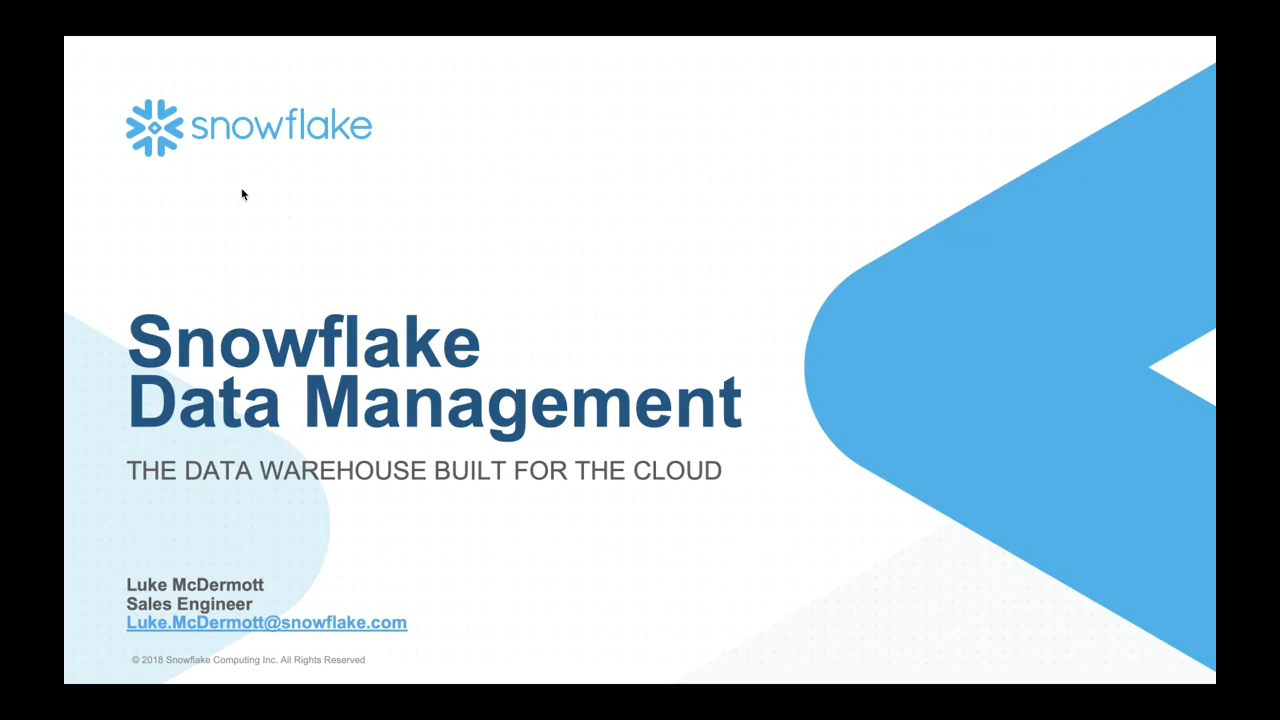 snowflake
Snowflake
Data Management
THE DATA WAREHOUSE BUILT FOR THE CLOUD
Luke McDermott
Sales Engineer
Luke.McDermott@snowflake.com
© 2018 Snowflake Computing Inc. All Rights Reserved